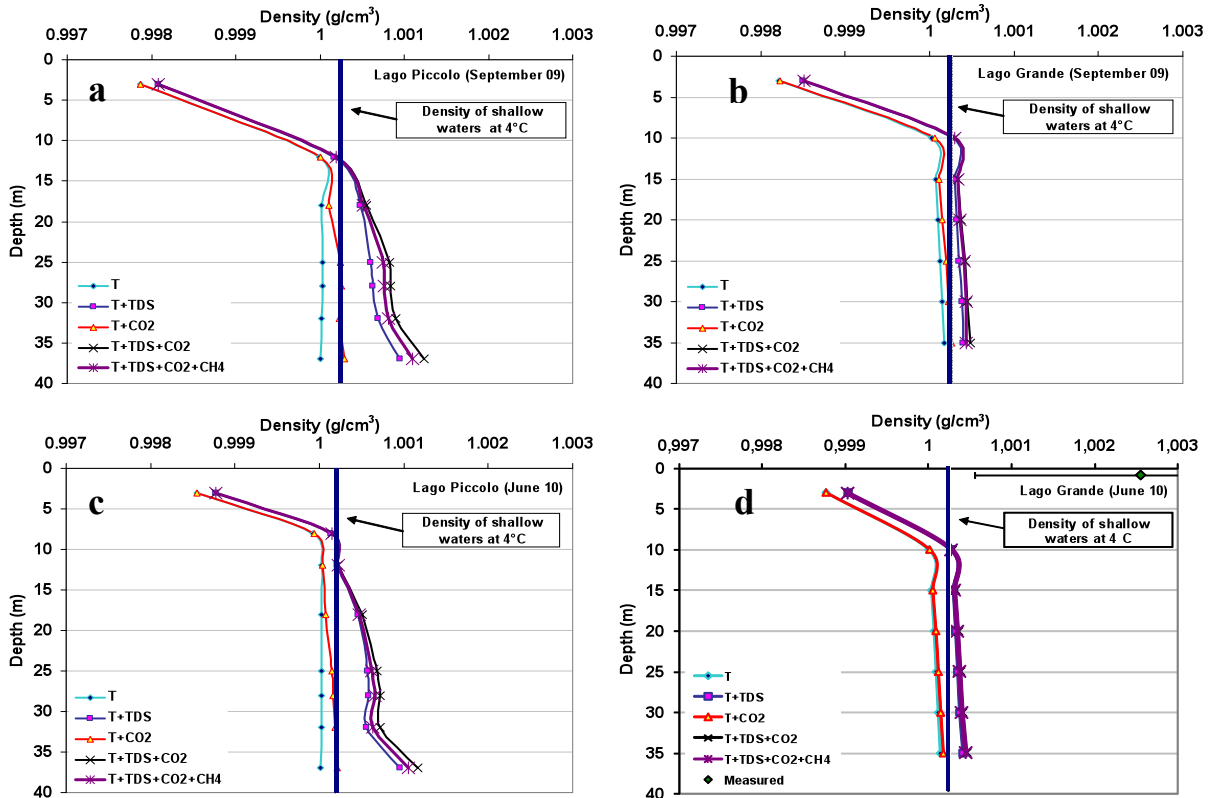 Density (g/cm³)
0.997 0.998 0.999 1 1.001 1.002 1.003
0
5
10
15
20
25
30
35
40
Depth (m)
a
Lago Piccolo (September 09)
Density of shallow
waters at 4°C
T
T+TDS
T+CO2
T+TDS+CO2
T+TDS+CO2+CH4
Density (g/cm³)
0.997 0.998 0.999 1 1.001 1.002 1.003
0
5
10
15
20
25
30
35
40
Depth (m)
b
Lago Grande (September 09)
Density of shallow
waters at 4°C
T
T+TDS
T+CO2
T+TDS+CO2
T+TDS+CO2+CH4
Density (g/cm³)
0.997 0.998 0.999 1 1.001 1.002 1.003
0
5
10
15
20
25
30
35
40
Depth (m)
c
Lago Piccolo (June 10)
Density of shallow
waters at 4°C
T
T+TDS
T+CO2
T+TDS+CO2
T+TDS+CO2+CH4
Density (g/cm³)
0,997 0,998 0,999 1 1,001 1,002 1,003
0
5
10
15
20
25
30
35
40
Depth (m)
d
Lago Grande (June 10)
Density of shallow
waters at 4 C
T
T+TDS
T+CO2
T+TDS+CO2
T+TDS+CO2+CH4
Measured